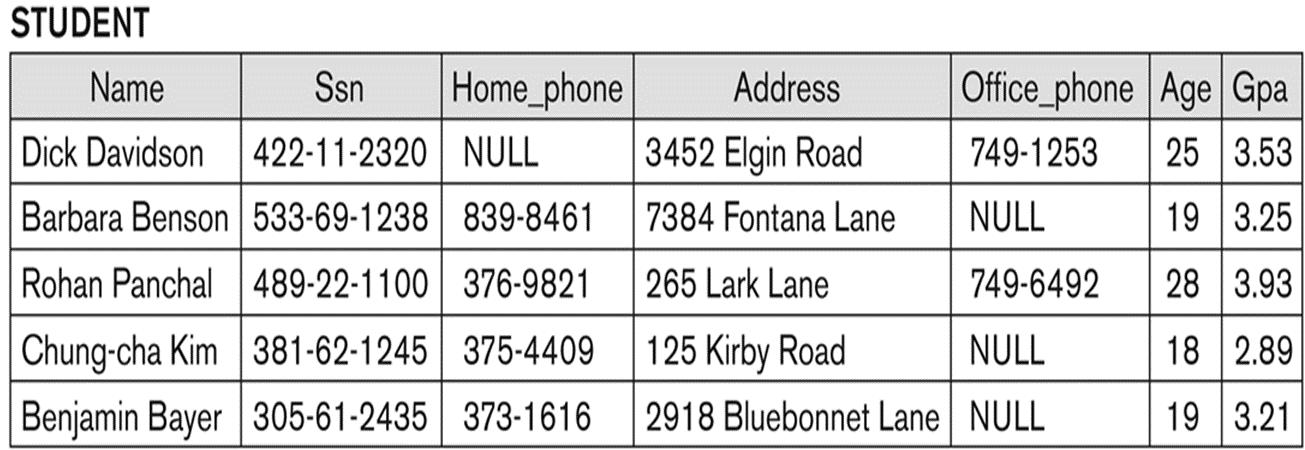 STUDENT
Name Ssn Home_phone Address Office_phone Age Gpa
Dick Davidson 422-11-2320 NULL 3452 Elgin Road 749-1253 25 3.53
Barbara Benson 533-69-1238 839-8461 7384 Fontana Lane NULL 19 3.25
Rohan Panchal 489-22-1100 376-9821 265 Lark Lane 749-6492 28 3.93
Chung-cha Kim 381-62-1245 375-4409 125 Kirby Road NULL 18 2.89
Benjamin Bayer 305-61-2435 373-1616 2918 Bluebonnet Lane NULL 19 3.21